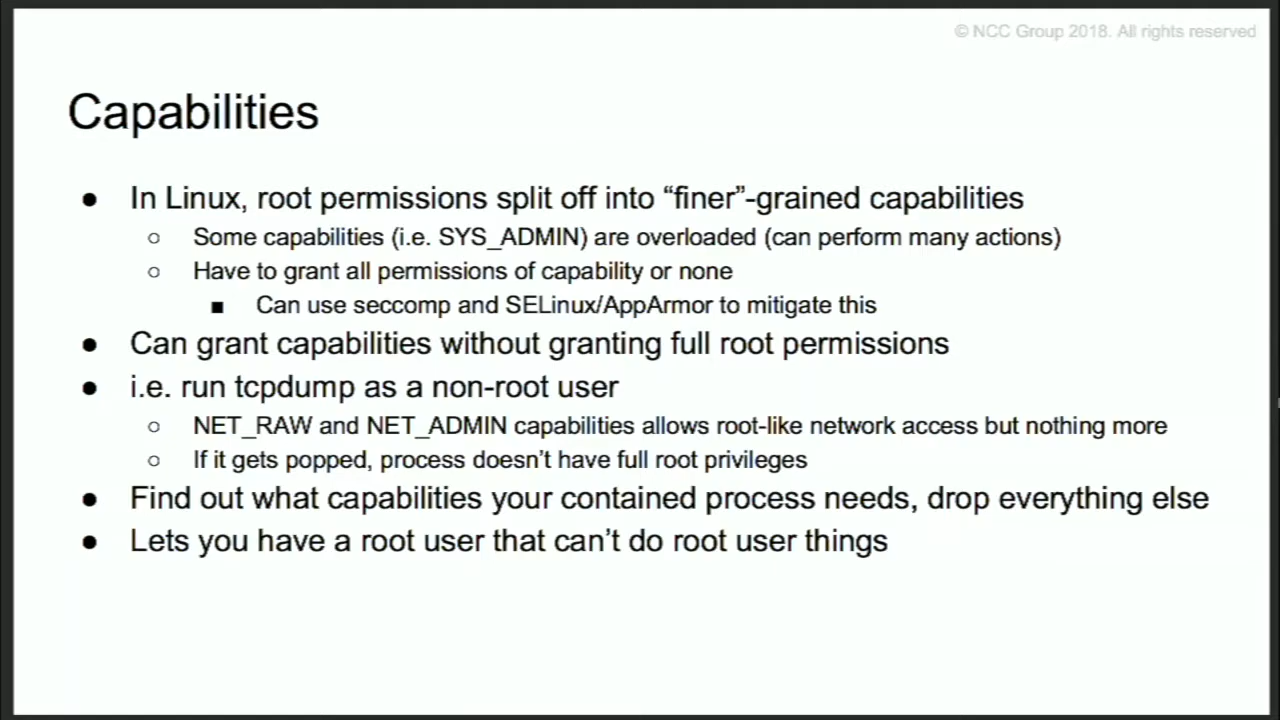 © NCC Group 2018. All rights reserved
Capabilities
● In Linux, root permissions split off into “finer”-grained capabilities
○ Some capabilities (i.e. SYS_ADMIN) are overloaded (can perform many actions)
○ Have to grant all permissions of capability or none
■ Can use seccomp and SELinux/AppArmor to mitigate this
● Can grant capabilities without granting full root permissions
● i.e. run tcpdump as a non-root user
○ NET_RAW and NET_ADMIN capabilities allows root-like network access but nothing more
○ If it gets popped, process doesn’t have full root privileges
● Find out what capabilities your contained process needs, drop everything else
● Lets you have a root user that can’t do root user things